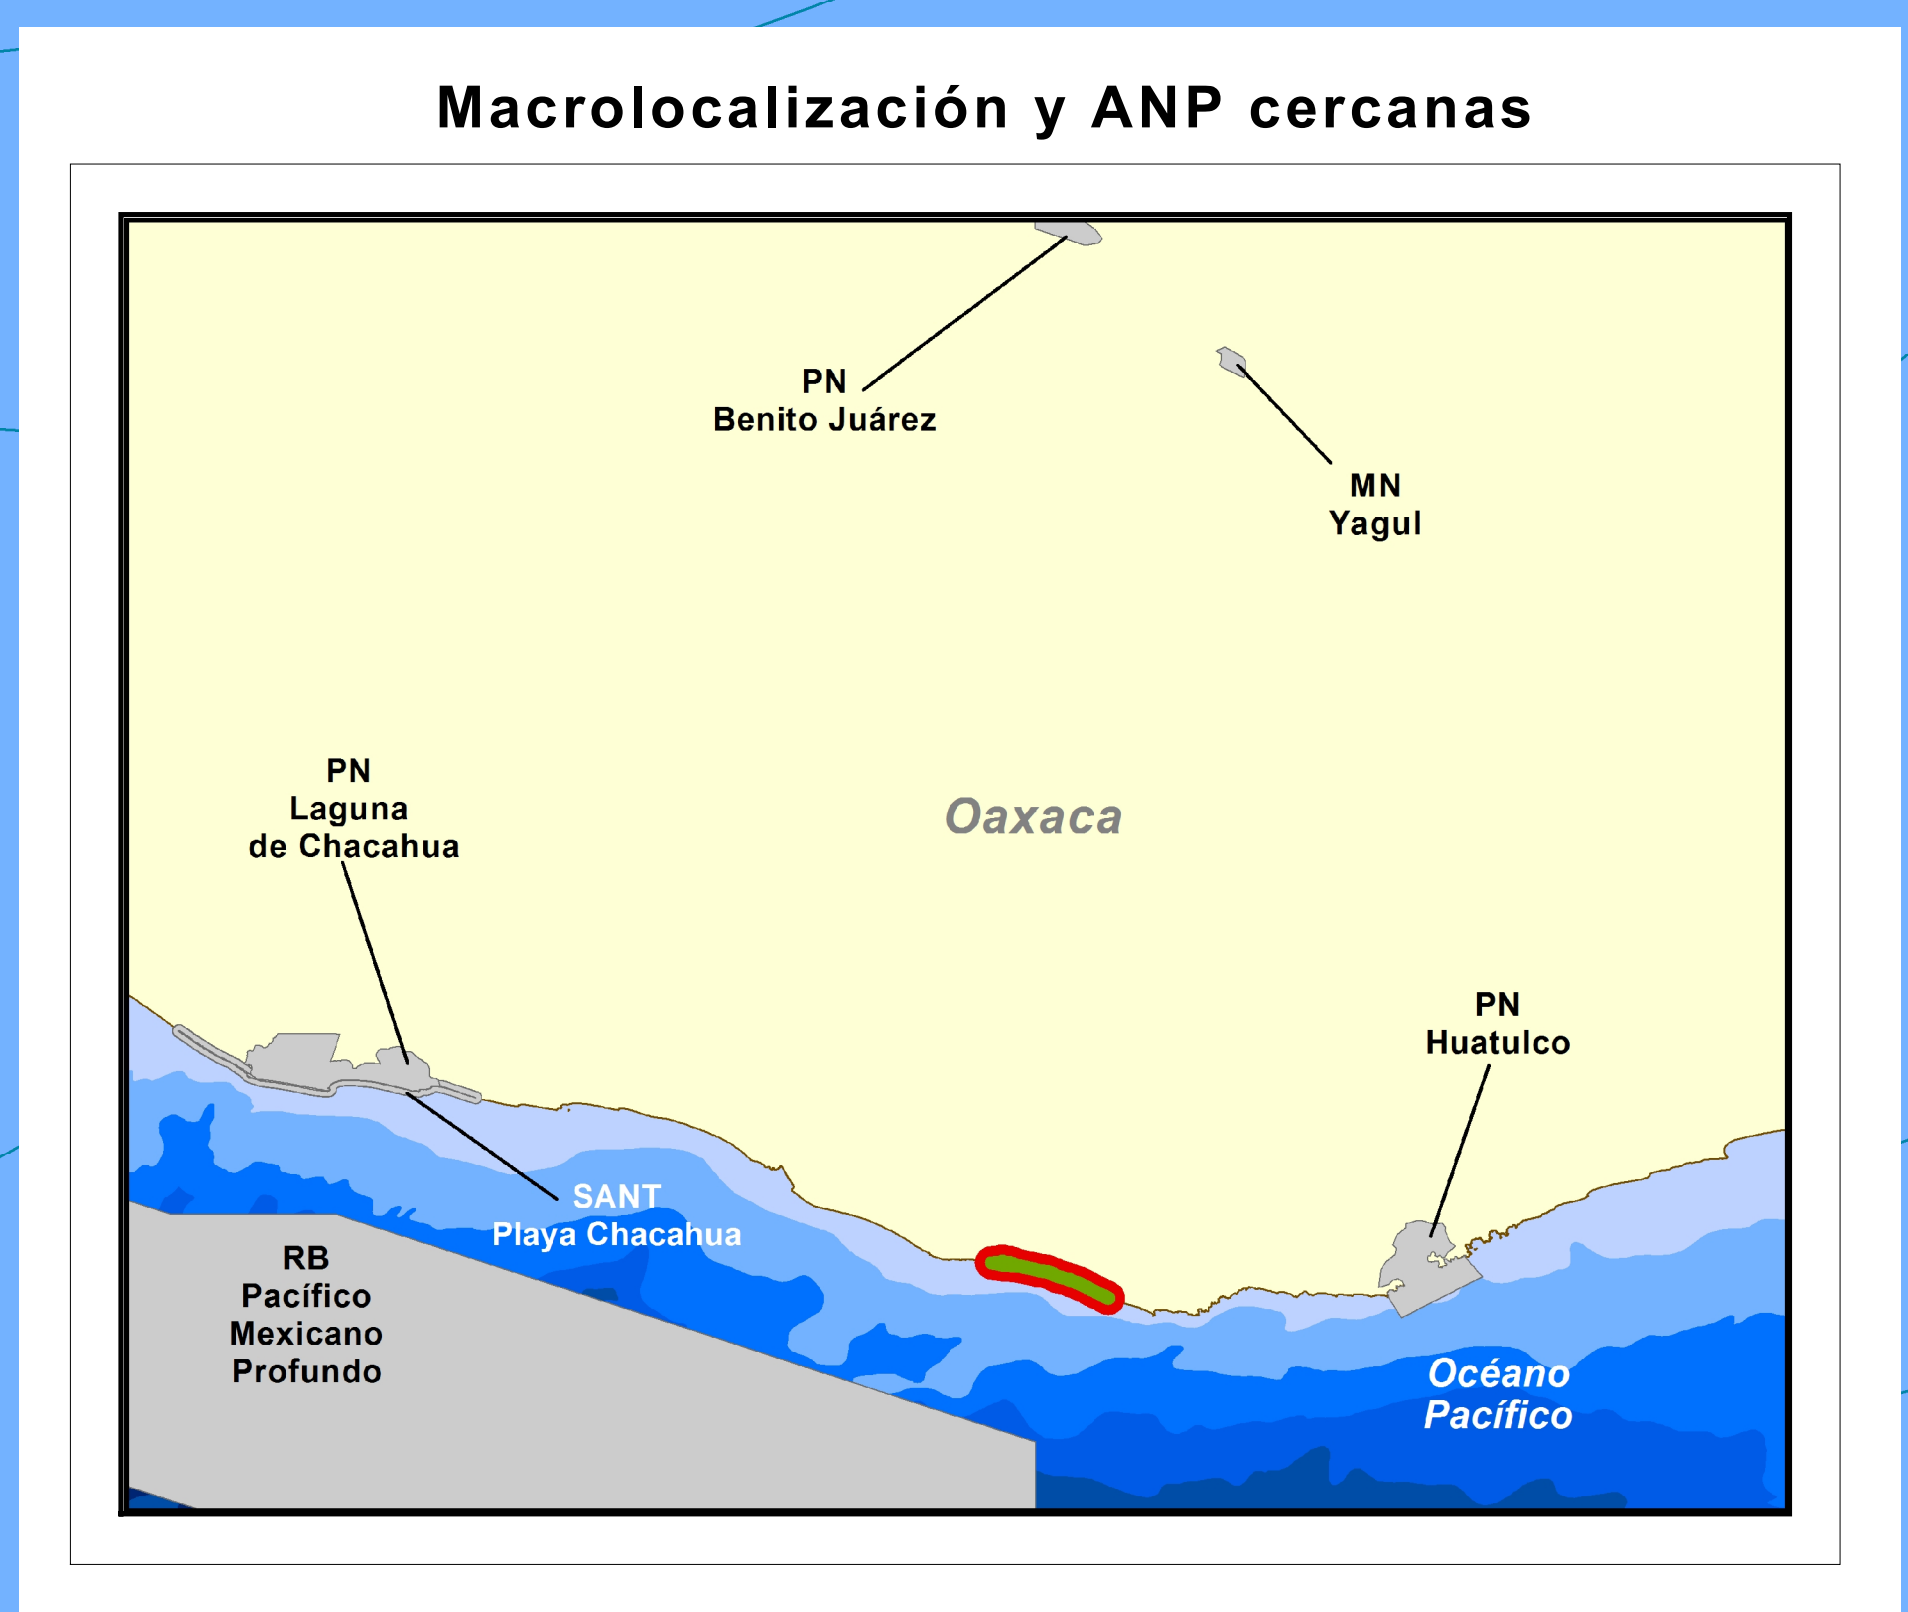 Macrolocalización y ANP cercanas
PN
Benito Juárez
MN
Yagul
PN
Laguna
de Chacahua
Oaxaca
PN
Huatulco
SANT
Playa Chacahua
RB
Pacífico
Mexicano
Profundo
Océano
Pacífico